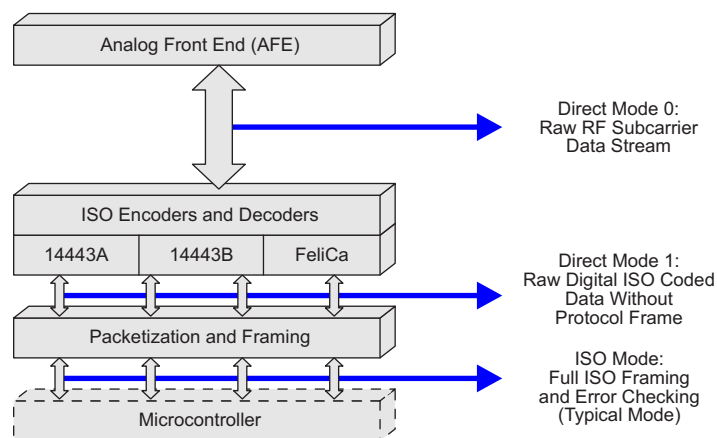 Analog Front End (AFE)
Direct Mode 0:
Raw RF Subcarrier
Data Stream
ISO Encoders and Decoders
14443A
14443B
FeliCa
Direct Mode 1:
Raw Digital ISO Coded
Data Without
Protocol Frame
Packetization and Framing
ISO Mode:
Full ISO Framing
and Error Checking
(Typical Mode)
Microcontroller